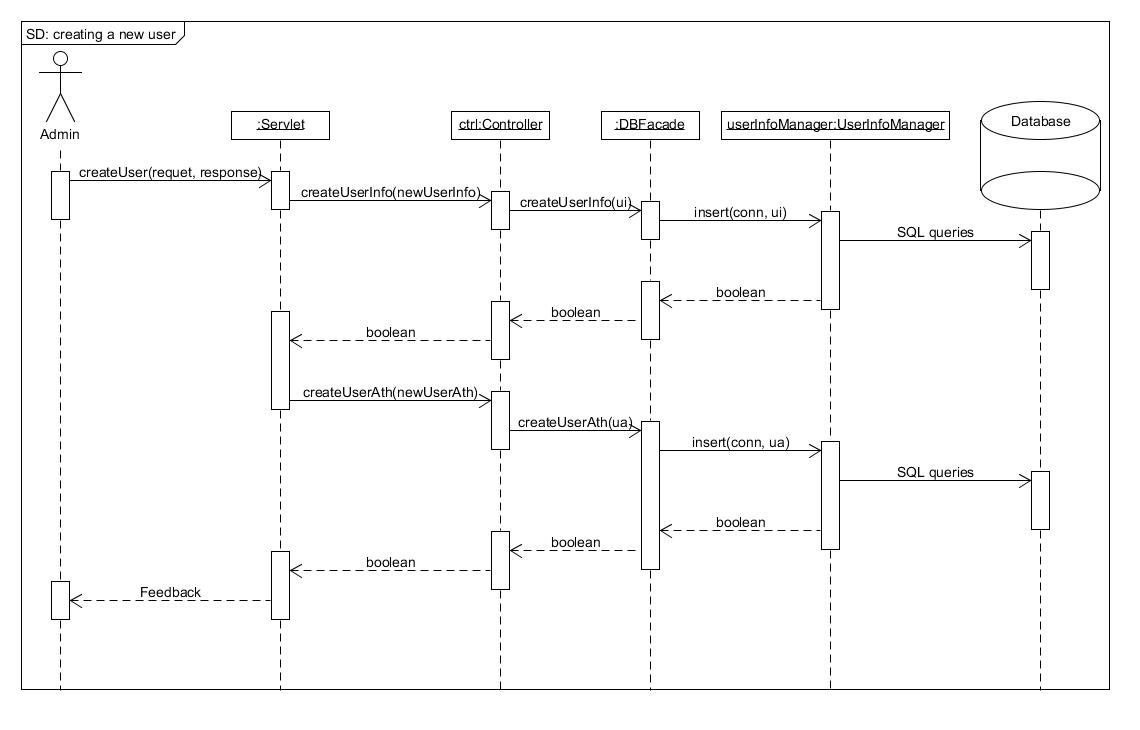 SD: creating a new user
Admin
:Servlet
ctrl:Controller
:DBFacade
userInfoManager:UserInfoManager
Database
createUser(requet, response)
createUserInfo(newUserInfo)
createUserInfo(ui)
insert(conn, ui)
SQL queries
boolean
boolean
boolean
createUserAth(newUserAth)
createUserAth(ua)
insert(conn, ua)
SQL queries
boolean
boolean
boolean
Feedback